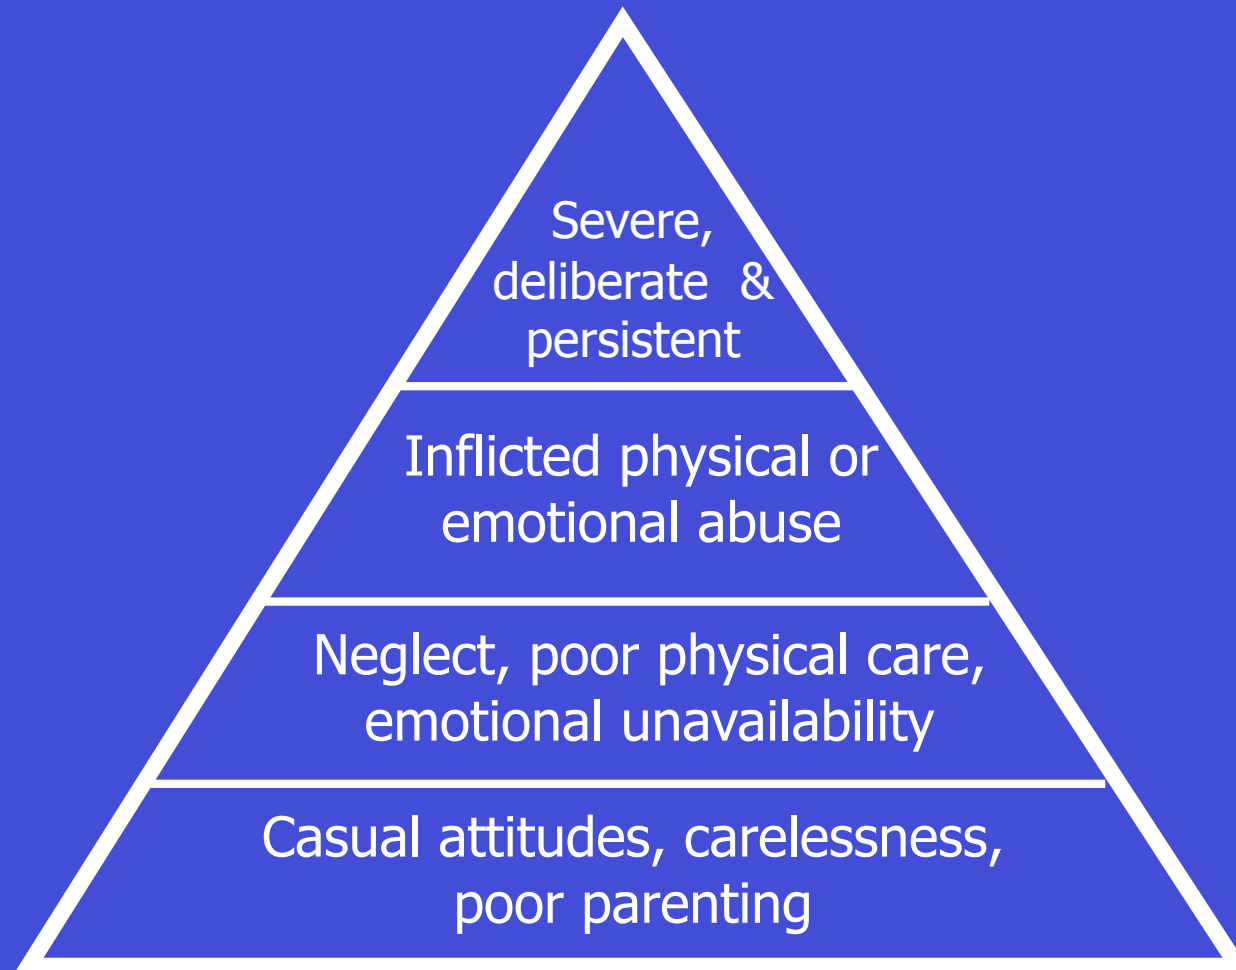 Severe,
deliberate  &
persistent
Inflicted physical or
emotional abuse
Neglect, poor physical care,
emotional unavailability
Casual attitudes, carelessness,
poor parenting